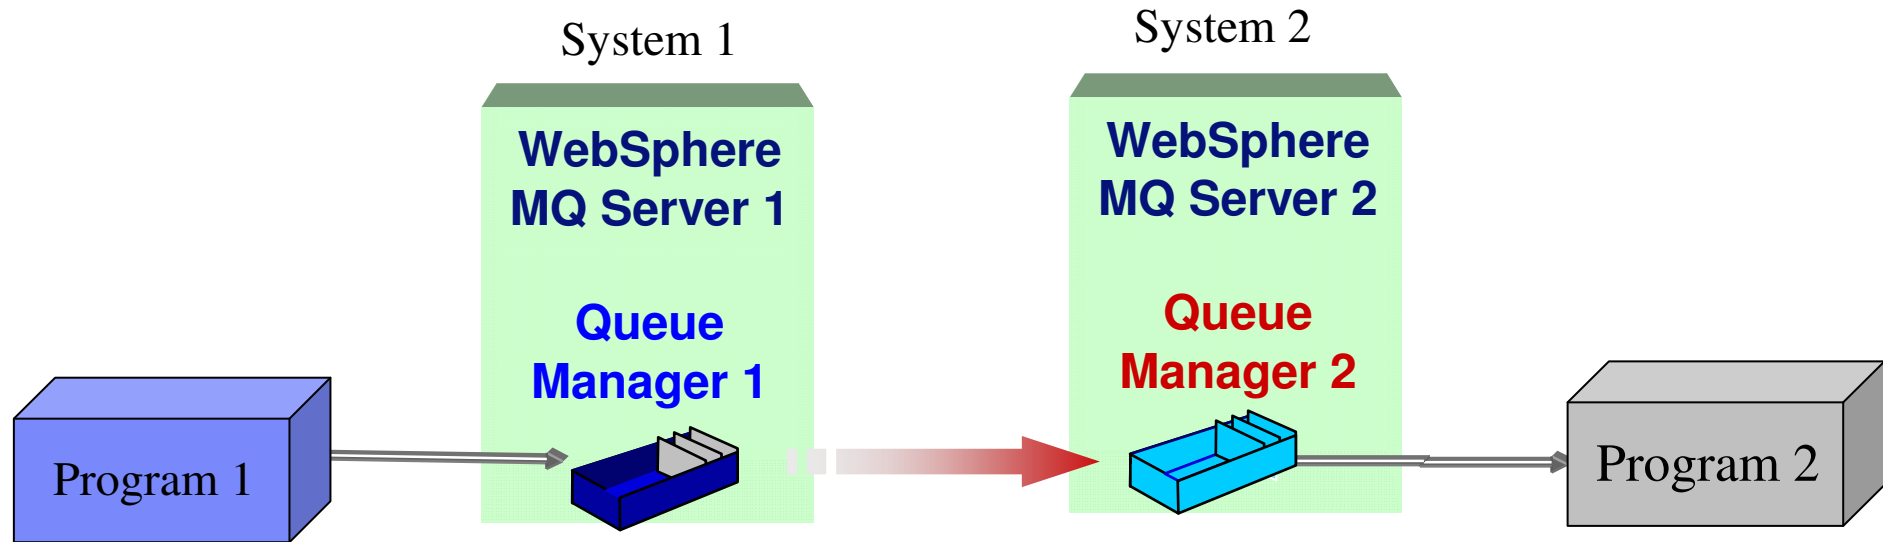 System 1
System 2
WebSphere
MQ Server 1
WebSphere
MQ Server 2
Queue
Manager 1
Queue
Manager 2
Program 1
Program 2